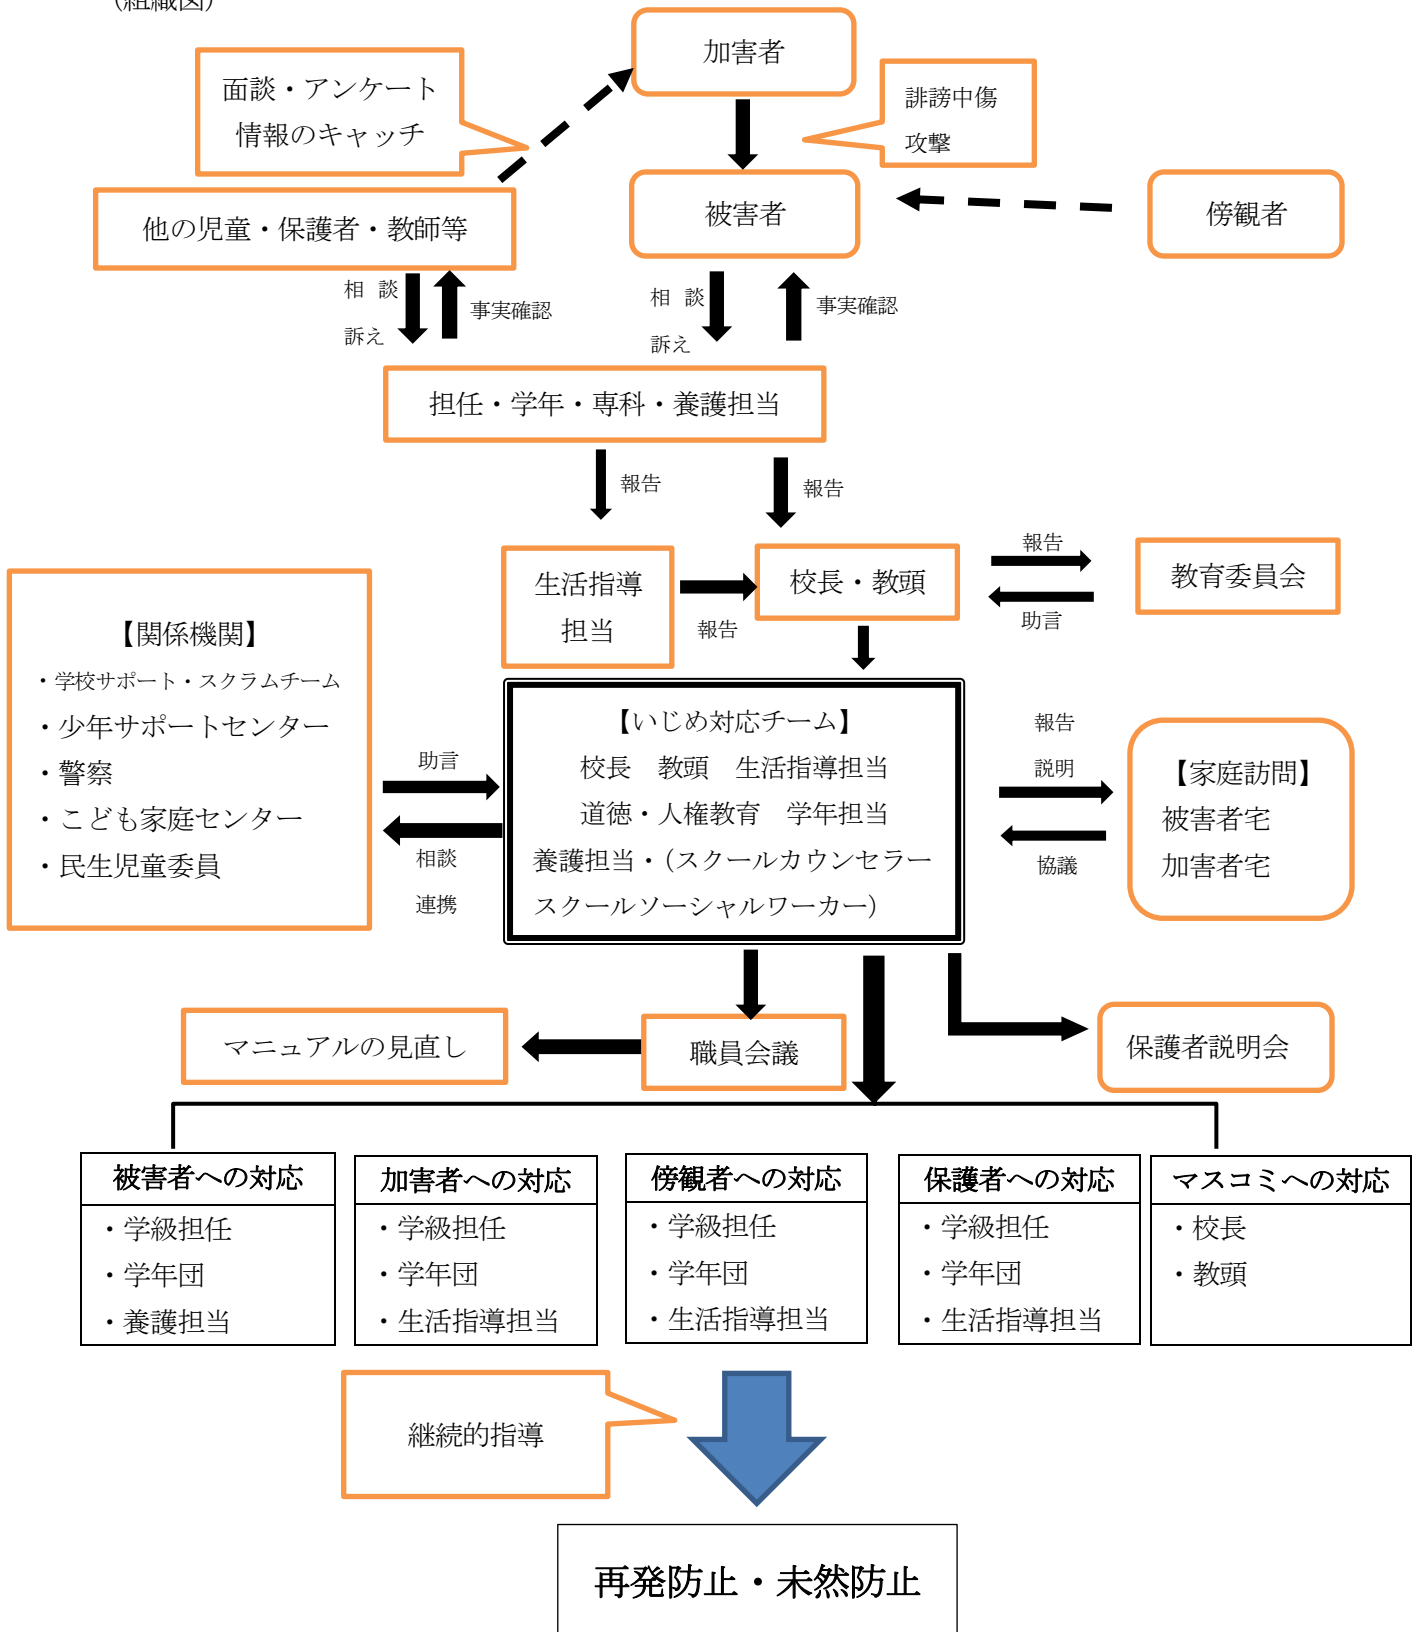 (組織図)
加害者
面談・アンケート
情報のキャッチ
誹謗中傷
攻撃
他の児童・保護者・教師等
被害者
傍観者
相 談
訴え
事実確認
相 談
訴え
事実確認
担任・学年・専科・養護担当
報告
報告
生活指導
担当
報告
校長・教頭
報告
助言
教育委員会
【関係機関】
・学校サポート・スクラムチーム
・少年サポートセンター
・警察
・こども家庭センター
・民生児童委員
助言
相談
連携
【いじめ対応チーム】
校長 教頭 生活指導担当
道徳・人権教育 学年担当
養護担当・(スクールカウンセラー
スクールソーシャルワーカー)
報告
説明
協議
【家庭訪問】
被害者宅
加害者宅
マニュアルの見直し
職員会議
保護者説明会
被害者への対応
・学級担任
・学年団
・養護担当
加害者への対応
・学級担任
・学年団
・生活指導担当
傍観者への対応
・学級担任
・学年団
・生活指導担当
保護者への対応
・学級担任
・学年団
・生活指導担当
マスコミへの対応
・校長
・教頭
継続的指導
再発防止・未然防止